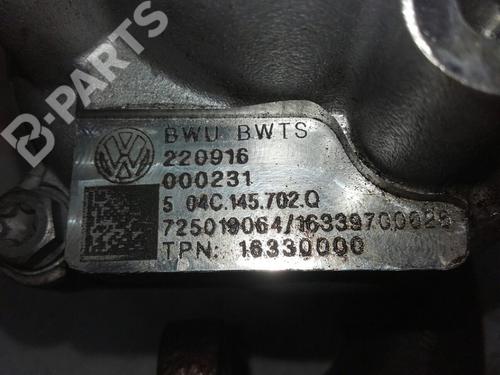 B-PARTS
BWU BWTS
220916
000231
5 04C.145.702.Q
725019064/16339700029
TPN: 16330000